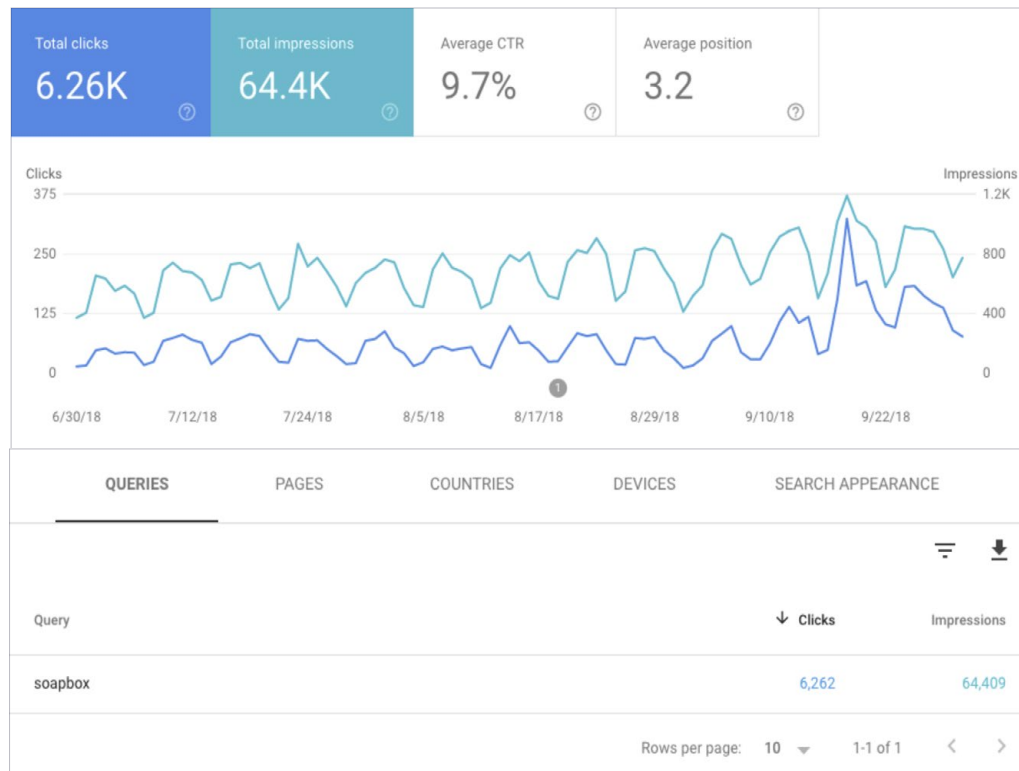 Total clicks Total impressions Average CTR Average position
6.26K 64.4K 9.7% 3.2
? ? ? ?
Clicks Impressions
375 1.2K
250 800
125 400
0 0
1
6/30/18 7/12/18 7/24/18 8/5/18 8/17/18 8/29/18 9/10/18 9/22/18
QUERIES PAGES COUNTRIES DEVICES SEARCH APPEARANCE
Query Clicks Impressions
soapbox 6,262 64,409
Rows per page: 10 1-1 of 1